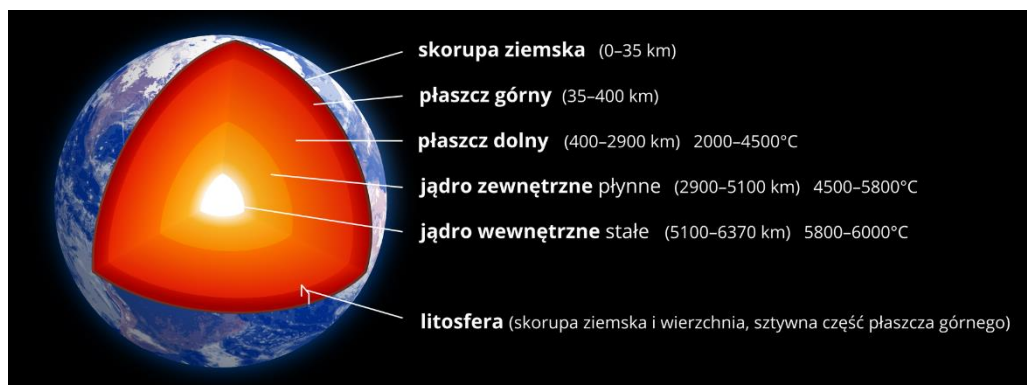 skorupa ziemska (0–35 km)
płaszcz górny (35–400 km)
płaszcz dolny (400–2900 km) 2000–4500°C
jądro zewnętrzne płynne (2900–5100 km) 4500–5800°C
jądro wewnętrzne stałe (5100–6370 km) 5800–6000°C
litosfera (skorupa ziemska i wierzchnia, sztywna część płaszcza górnego)